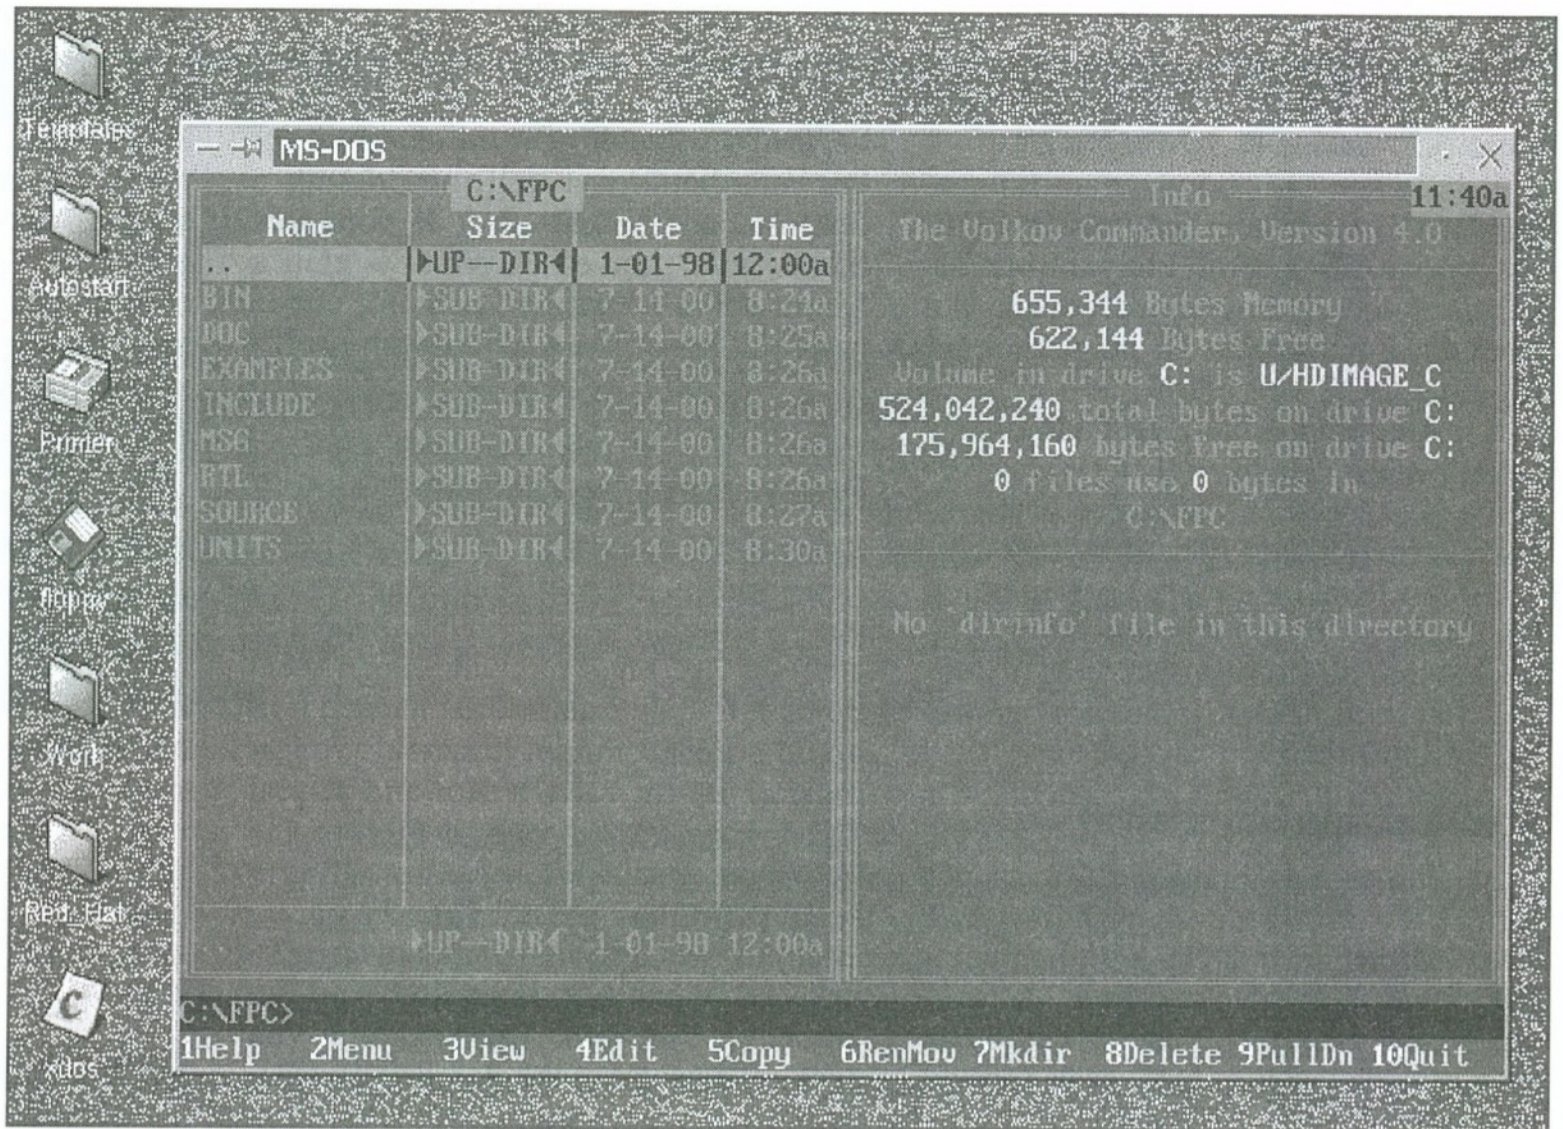 Templates
Autostart
Printer
floppy
Work
Red Hat
xdos
MS-DOS
C:\FPC
Name Size Date Time
.. ►UP--DIR◄ 1-01-98 12:00a
BIN ►SUB-DIR◄ 7-14-00 8:24a
DOC ►SUB-DIR◄ 7-14-00 8:25a
EXAMPLES ►SUB-DIR◄ 7-14-00 8:26a
INCLUDE ►SUB-DIR◄ 7-14-00 8:26a
MSG ►SUB-DIR◄ 7-14-00 8:26a
RTL ►SUB-DIR◄ 7-14-00 8:26a
SOURCE ►SUB-DIR◄ 7-14-00 8:27a
UNITS ►SUB-DIR◄ 7-14-00 8:30a
.. ►UP--DIR◄ 1-01-98 12:00a
Info 11:40a
The Volkov Commander, Version 4.0
655,344 Bytes Memory
622,144 Bytes Free
Volume in drive C: is U/HDIMAGE_C
524,042,240 total bytes on drive C:
175,964,160 bytes free on drive C:
0 files use 0 bytes in
C:\FPC
No 'dirinfo' file in this directory
C:\FPC>
1Help 2Menu 3View 4Edit 5Copy 6RenMov 7Mkdir 8Delete 9PullDn 10Quit